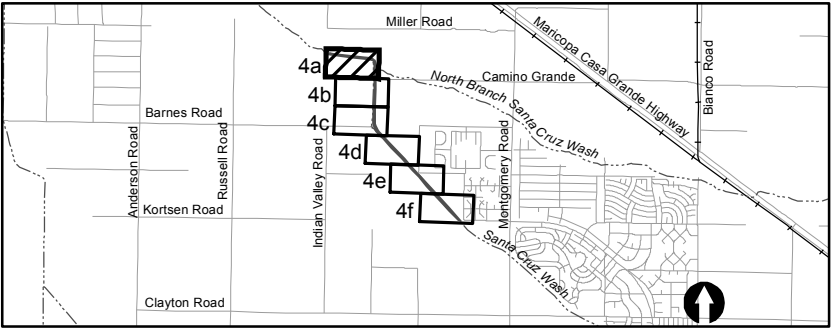 Miller Road
Maricopa Casa Grande Highway
Bianco Road
4a
North Branch Santa Cruz Wash
Camino Grande
4b
Barnes Road
4c
Anderson Road
Russell Road
Indian Valley Road
4d
Montgomery Road
4e
Kortsen Road
4f
Santa Cruz Wash
Clayton Road